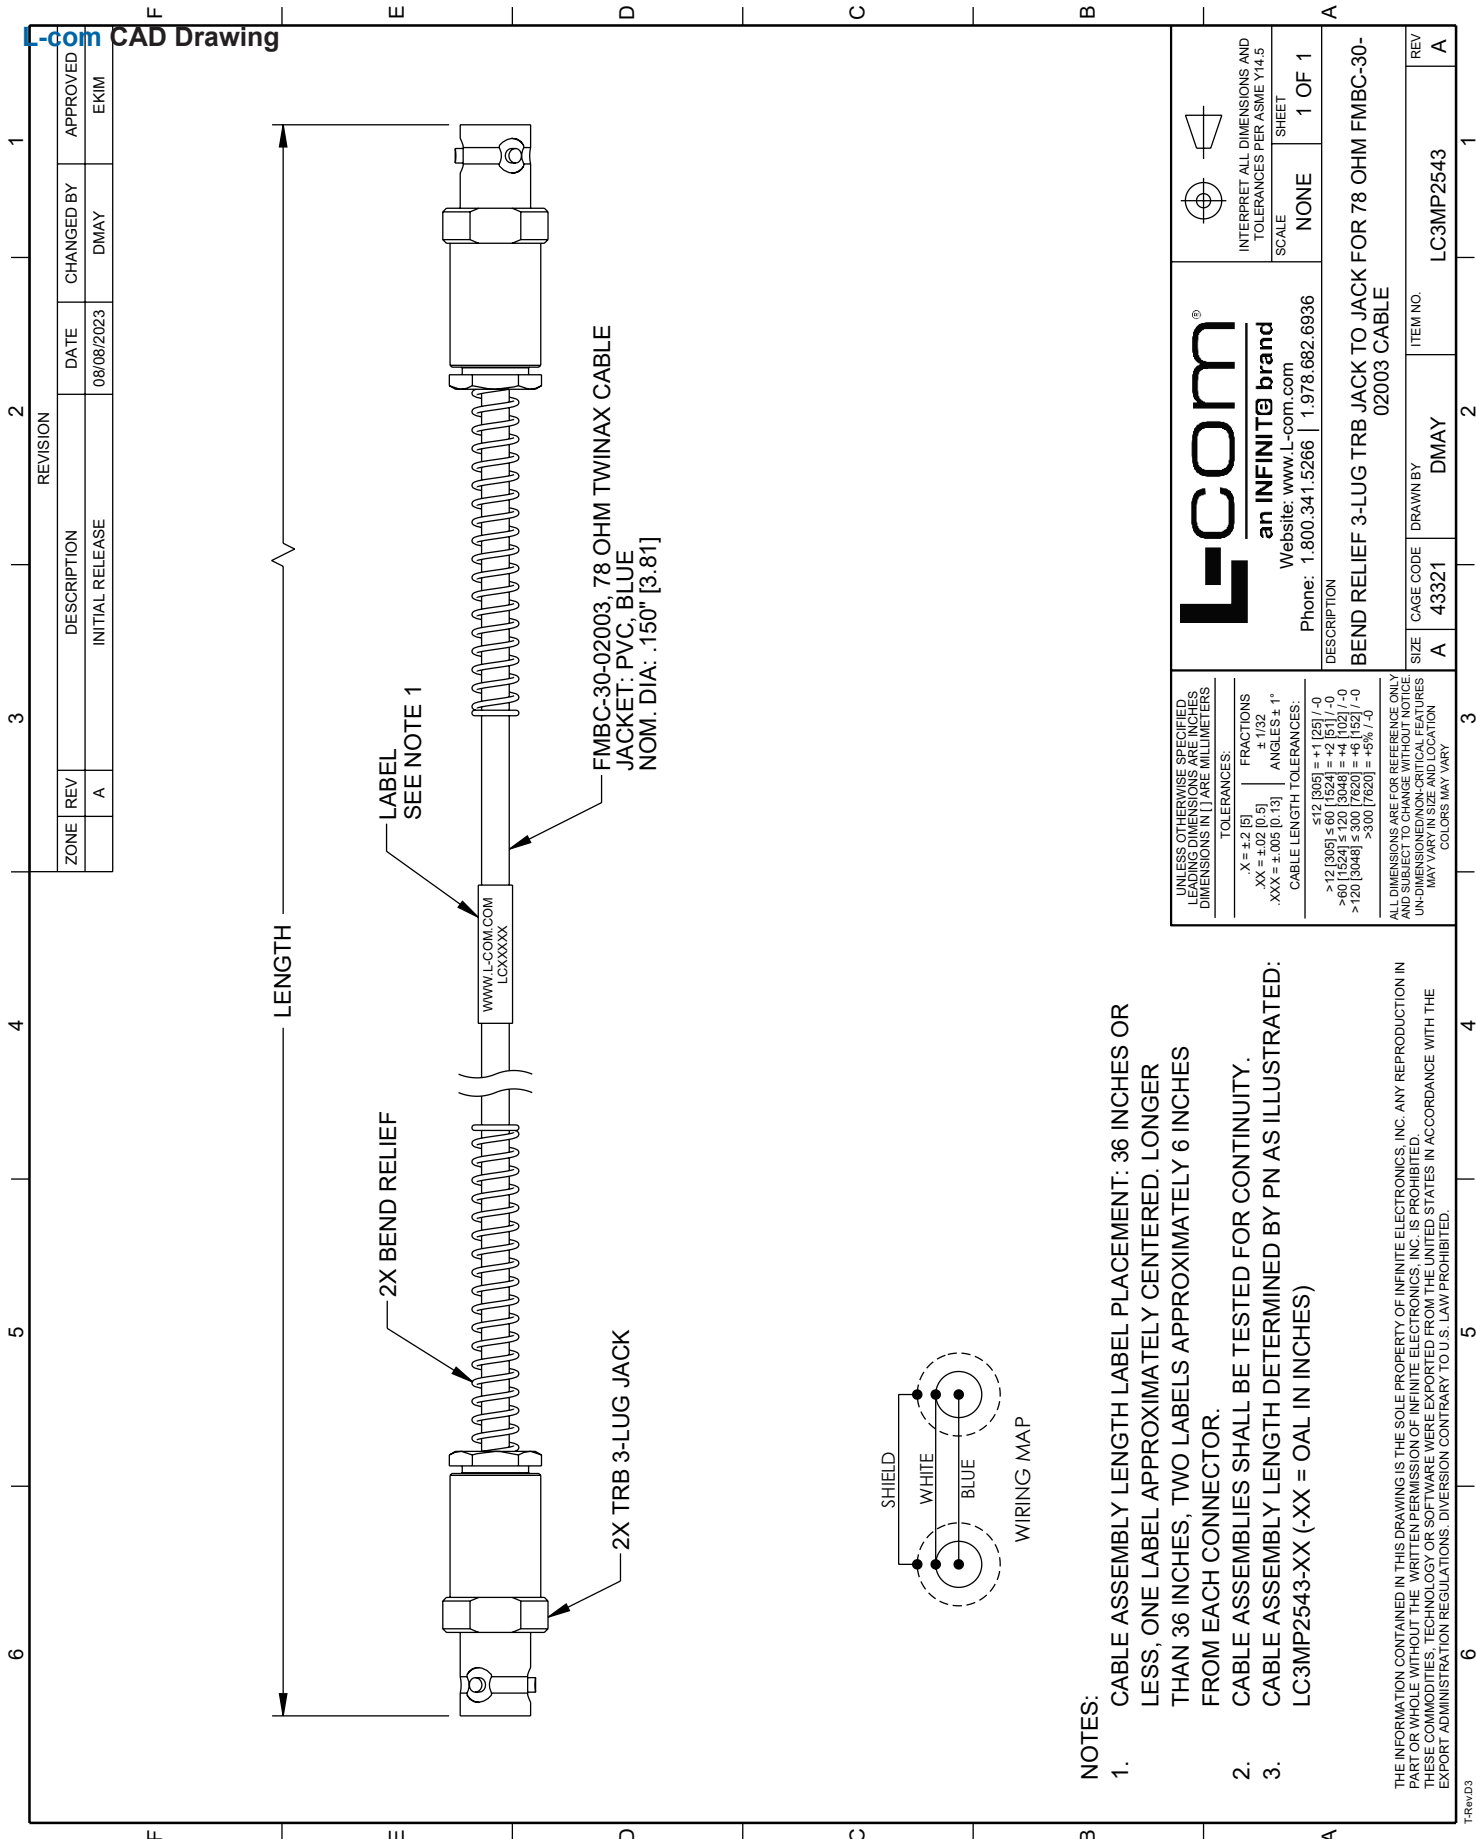 L-com CAD Drawing
REVISION
ZONE REV DESCRIPTION DATE CHANGED BY APPROVED
A INITIAL RELEASE 08/08/2023 DMAY EKIM
6 5 4 3 2 1
F
E
D
C
B
A
LENGTH
2X BEND RELIEF
LABEL
SEE NOTE 1
WWW.L-COM.COM
LCXXXXX
2X TRB 3-LUG JACK
FMBC-30-02003, 78 OHM TWINAX CABLE
JACKET: PVC, BLUE
NOM. DIA: .150" [3.81]
SHIELD
WHITE
BLUE
WIRING MAP
NOTES:
1. CABLE ASSEMBLY LENGTH LABEL PLACEMENT: 36 INCHES OR
LESS, ONE LABEL APPROXIMATELY CENTERED. LONGER
THAN 36 INCHES, TWO LABELS APPROXIMATELY 6 INCHES
FROM EACH CONNECTOR.
2. CABLE ASSEMBLIES SHALL BE TESTED FOR CONTINUITY.
3. CABLE ASSEMBLY LENGTH DETERMINED BY PN AS ILLUSTRATED:
LC3MP2543-XX (-XX = OAL IN INCHES)
THE INFORMATION CONTAINED IN THIS DRAWING IS THE SOLE PROPERTY OF INFINITE ELECTRONICS, INC. ANY REPRODUCTION IN
PART OR WHOLE WITHOUT THE WRITTEN PERMISSION OF INFINITE ELECTRONICS, INC. IS PROHIBITED.
THESE COMMODITIES, TECHNOLOGY OR SOFTWARE WERE EXPORTED FROM THE UNITED STATES IN ACCORDANCE WITH THE
EXPORT ADMINISTRATION REGULATIONS. DIVERSION CONTRARY TO U.S. LAW PROHIBITED.
UNLESS OTHERWISE SPECIFIED
LEADING DIMENSIONS ARE INCHES
DIMENSIONS IN [ ] ARE MILLIMETERS
TOLERANCES:
.X = ±.2 [5] FRACTIONS
.XX = ±.02 [0.5] ± 1/32
.XXX = ±.005 [0.13] ANGLES ± 1°
CABLE LENGTH TOLERANCES:
≤12 [305] = +1 [25] / -0
>12 [305] ≤ 60 [1524] = +2 [51] / -0
>60 [1524] ≤ 120 [3048] = +4 [102] / -0
>120 [3048] ≤ 300 [7620] = +6 [152] / -0
>300 [7620] = +5% / -0
ALL DIMENSIONS ARE FOR REFERENCE ONLY
AND SUBJECT TO CHANGE WITHOUT NOTICE.
UN-DIMENSIONED/NON-CRITICAL FEATURES
MAY VARY IN SIZE AND LOCATION
COLORS MAY VARY
L-com®
an INFINITE brand
Website: www.L-com.com
Phone: 1.800.341.5266 | 1.978.682.6936
INTERPRET ALL DIMENSIONS AND
TOLERANCES PER ASME Y14.5
SCALE SHEET
NONE 1 OF 1
DESCRIPTION
BEND RELIEF 3-LUG TRB JACK TO JACK FOR 78 OHM FMBC-30-
02003 CABLE
SIZE CAGE CODE DRAWN BY ITEM NO. REV
A 43321 DMAY LC3MP2543 A
F
E
D
C
B
A
6 5 4 3 2 1
T-Rev.D3